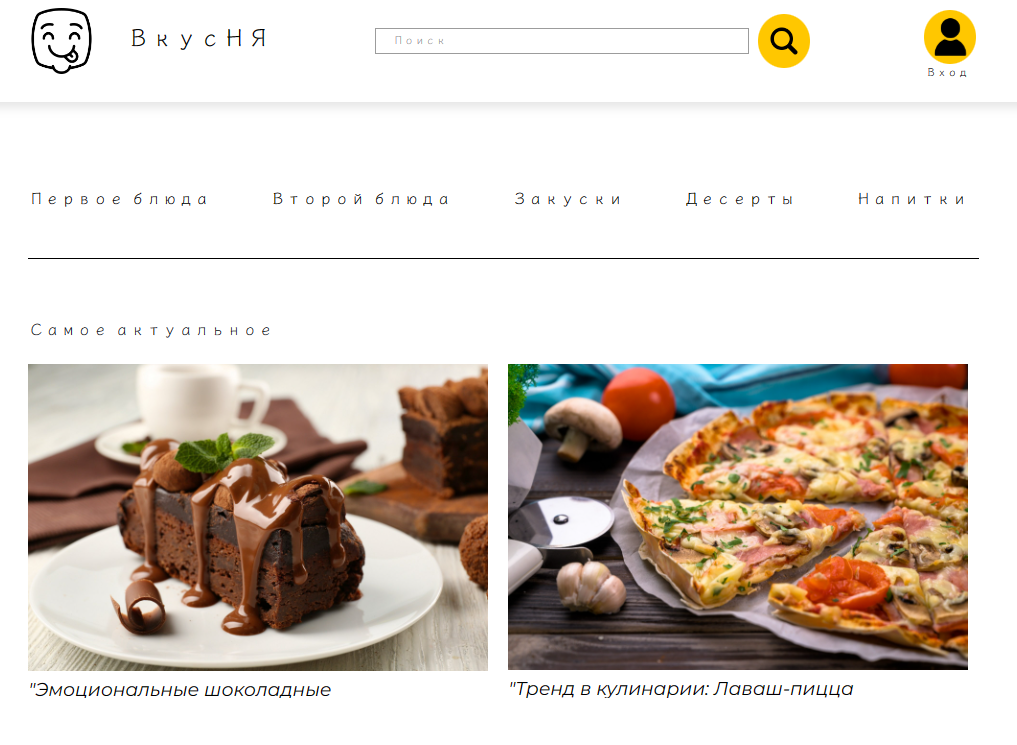 ВкусНЯ
Поиск
Вход
Первое блюда
Второй блюда
Закуски
Десерты
Напитки
Самое актуальное
"Эмоциональные шоколадные
"Тренд в кулинарии: Лаваш-пицца